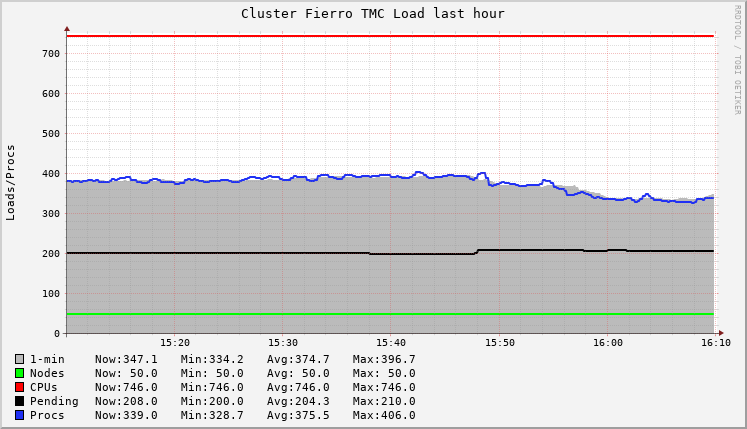 Cluster Fierro TMC Load last hour
RRDTOOL / TOBI OETIKER
Loads/Procs
700
600
500
400
300
200
100
0
15:20 15:30 15:40 15:50 16:00 16:10
1-min Now:347.1 Min:334.2 Avg:374.7 Max:396.7
Nodes Now: 50.0 Min: 50.0 Avg: 50.0 Max: 50.0
CPUs Now:746.0 Min:746.0 Avg:746.0 Max:746.0
Pending Now:208.0 Min:200.0 Avg:204.3 Max:210.0
Procs Now:339.0 Min:328.7 Avg:375.5 Max:406.0